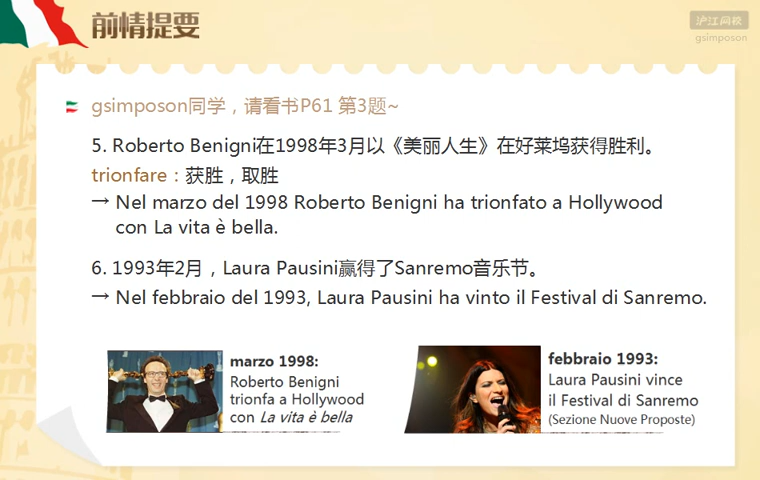 前情提要
沪江网校
gsimposon
gsimposon同学，请看书P61 第3题~
5. Roberto Benigni在1998年3月以《美丽人生》在好莱坞获得胜利。
trionfare：获胜，取胜
→ Nel marzo del 1998 Roberto Benigni ha trionfato a Hollywood
con La vita è bella.
6. 1993年2月，Laura Pausini赢得了Sanremo音乐节。
→ Nel febbraio del 1993, Laura Pausini ha vinto il Festival di Sanremo.
marzo 1998:
Roberto Benigni
trionfa a Hollywood
con La vita è bella
febbraio 1993:
Laura Pausini vince
il Festival di Sanremo
(Sezione Nuove Proposte)